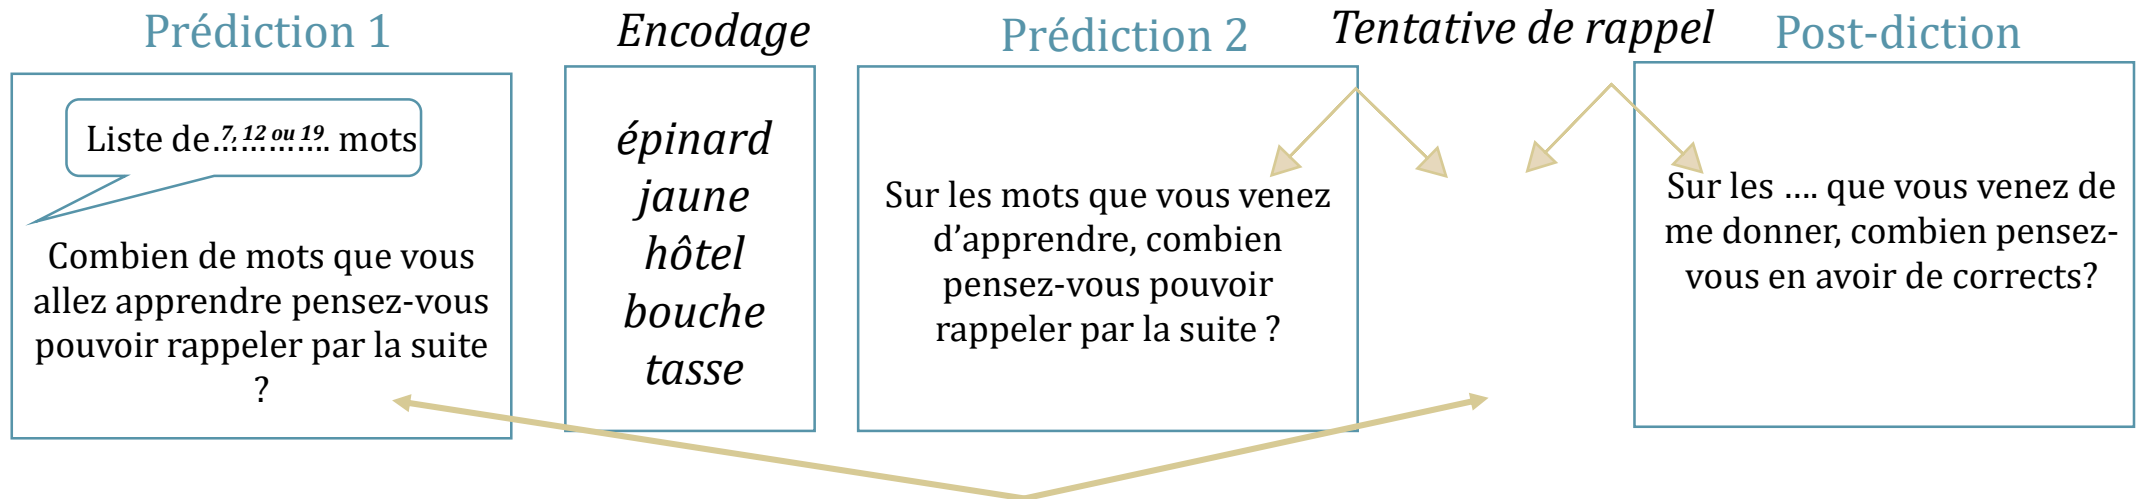 Prédiction 1
Liste de ................ mots
7, 12 ou 19
Combien de mots que vous
allez apprendre pensez-vous
pouvoir rappeler par la suite
?
Encodage
épinard
jaune
hôtel
bouche
tasse
Prédiction 2
Sur les mots que vous venez
d’apprendre, combien
pensez-vous pouvoir
rappeler par la suite ?
Tentative de rappel
Post-diction
Sur les .... que vous venez de
me donner, combien pensez-
vous en avoir de corrects?